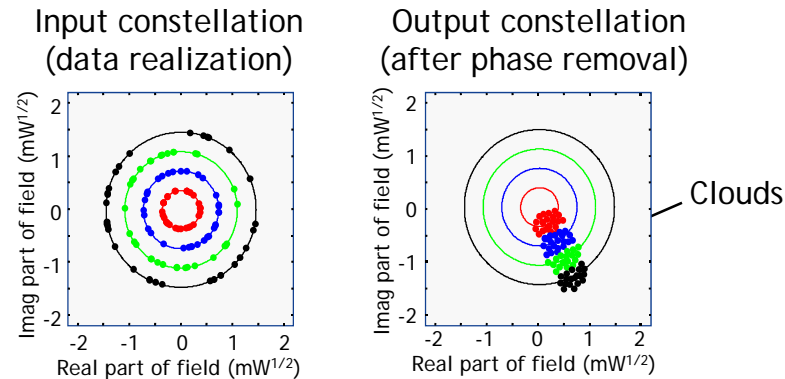 Input constellation
(data realization)
Imag part of field (mW1/2)
2
1
0
-1
-2
-2 -1 0 1 2
Real part of field (mW1/2)
Output constellation
(after phase removal)
Imag part of field (mW1/2)
2
1
0
-1
-2
-2 -1 0 1 2
Real part of field (mW1/2)
Clouds